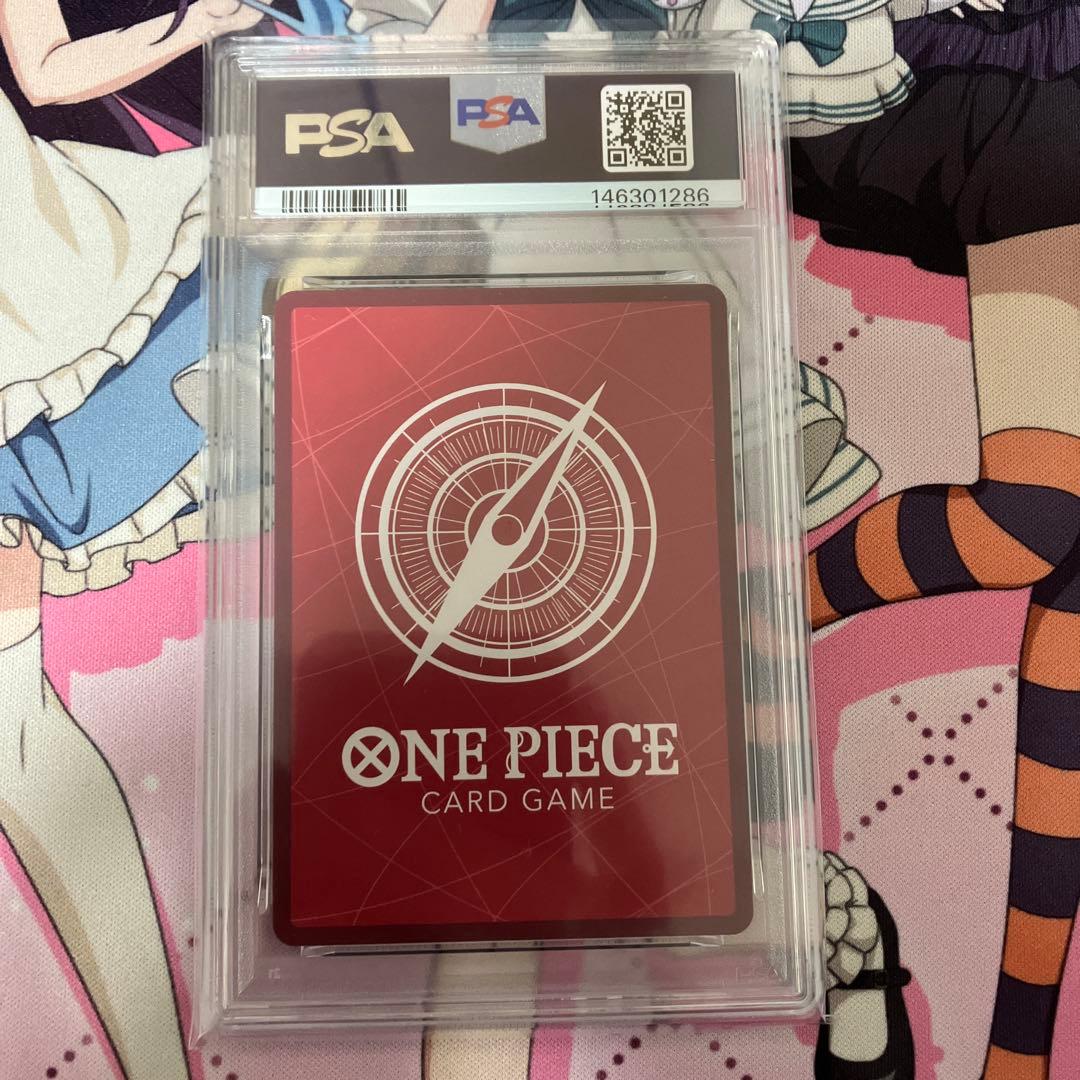 PSA PSA
146301286
ONE PIECE
CARD GAME